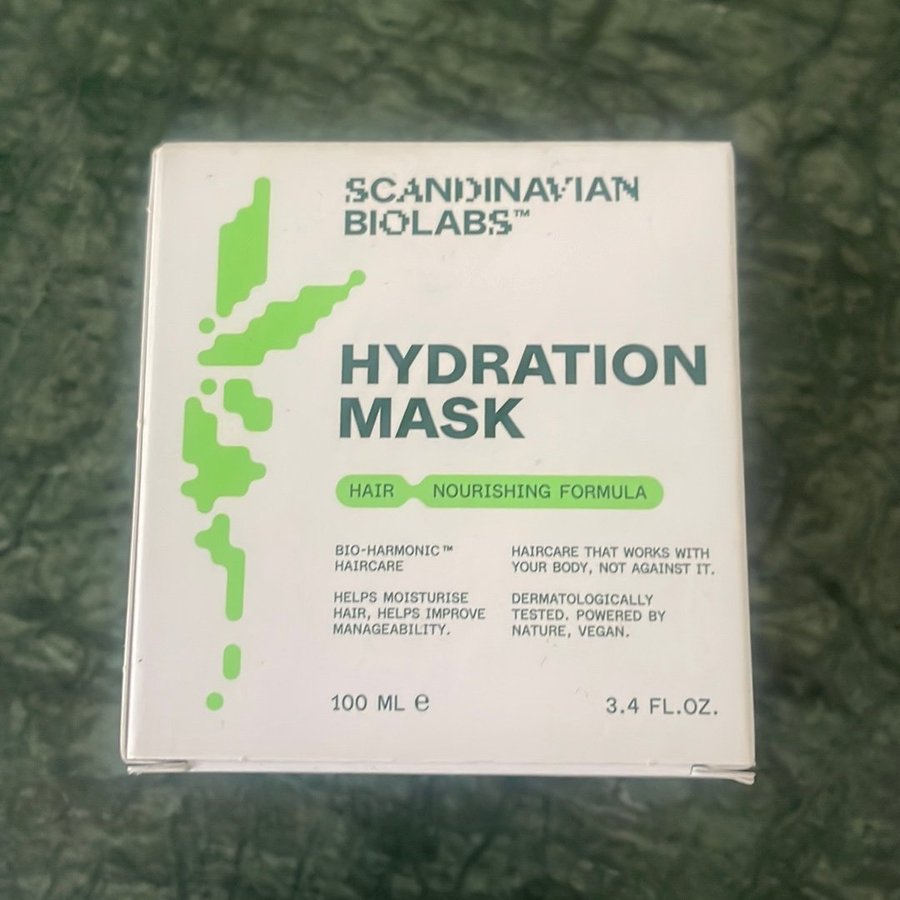 SCANDINAVIAN
BIOLABS™
HYDRATION
MASK
HAIR NOURISHING FORMULA
BIO-HARMONIC™
HAIRCARE
HELPS MOISTURISE
HAIR, HELPS IMPROVE
MANAGEABILITY.
HAIRCARE THAT WORKS WITH
YOUR BODY, NOT AGAINST IT.
DERMATOLOGICALLY
TESTED. POWERED BY
NATURE, VEGAN.
100 ML ℮
3.4 FL.OZ.